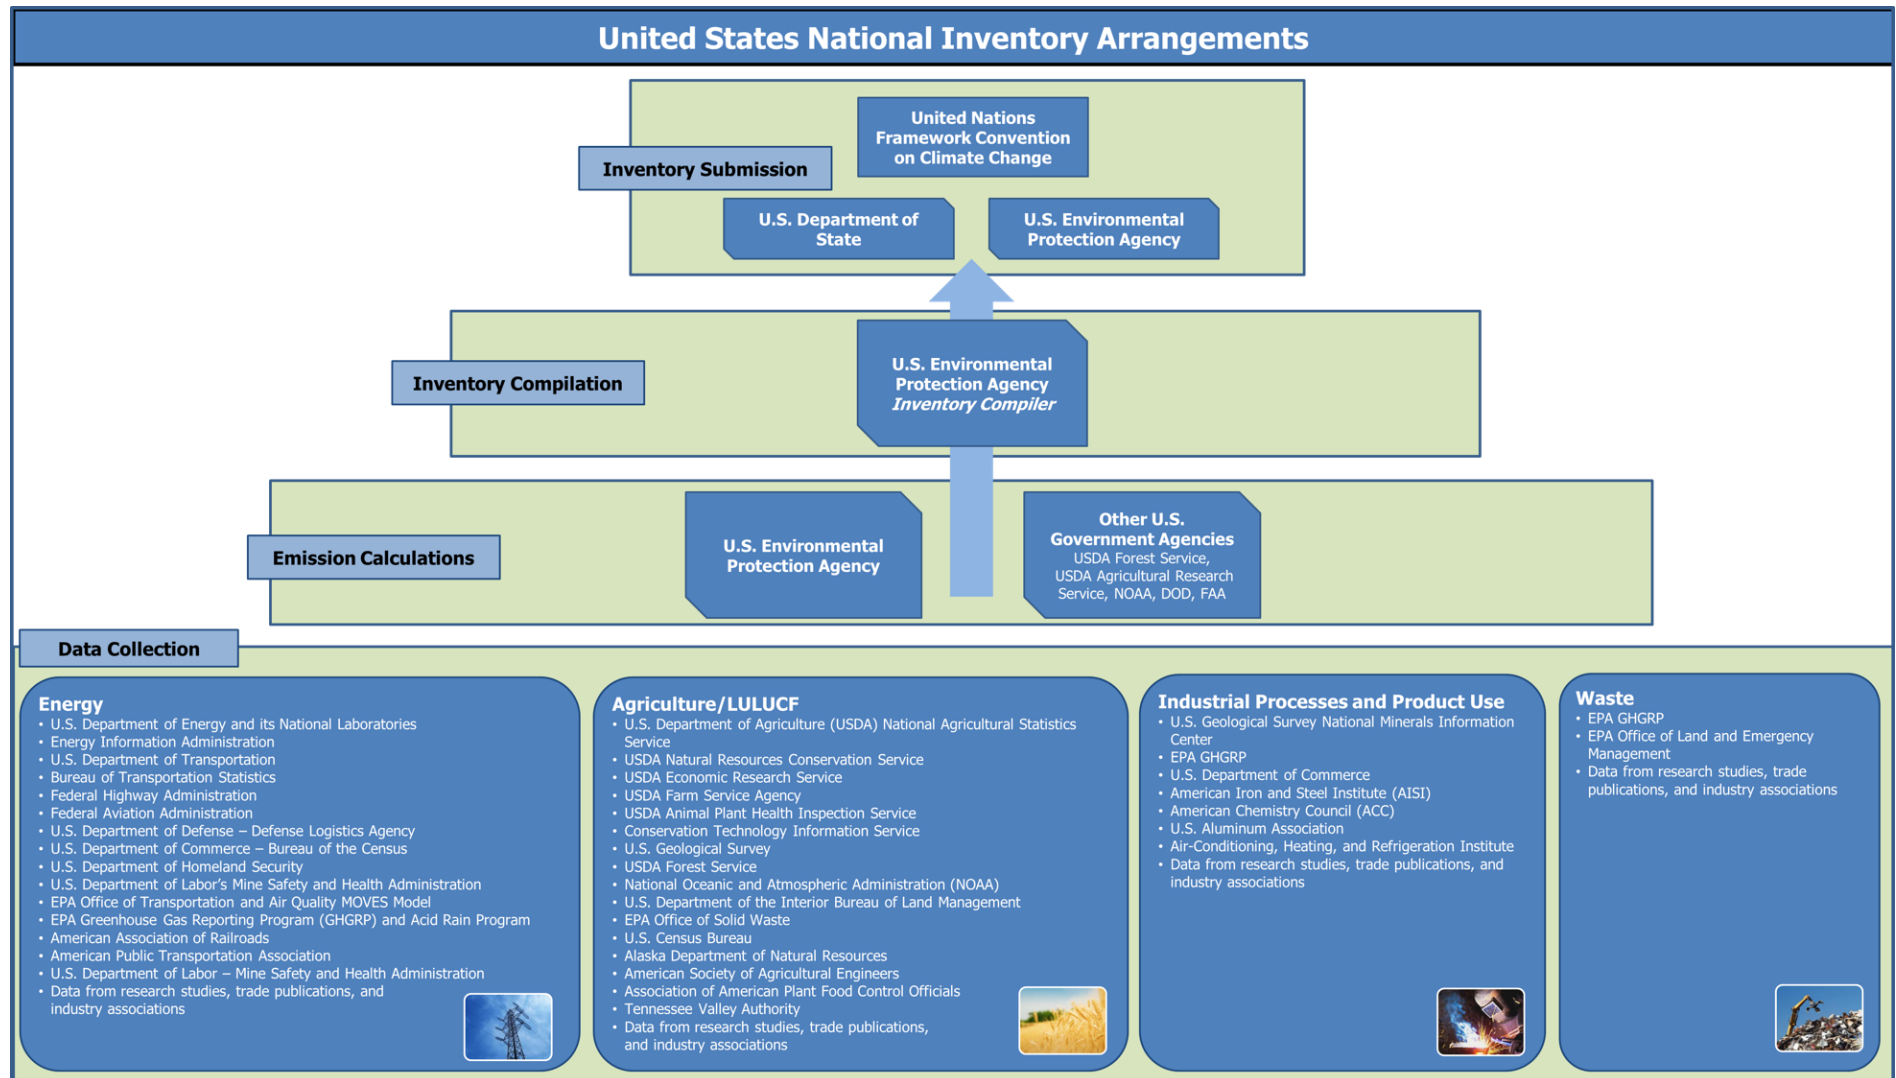 United States National Inventory Arrangements
United Nations
Framework Convention
on Climate Change
Inventory Submission
U.S. Department of
State
U.S. Environmental
Protection Agency
U.S. Environmental
Protection Agency
Inventory Compiler
Inventory Compilation
Other U.S.
Government Agencies
USDA Forest Service,
USDA Agricultural Research
Service, NOAA, DOD, FAA
U.S. Environmental
Protection Agency
Emission Calculations
Data Collection
Energy
• U.S. Department of Energy and its National Laboratories
• Energy Information Administration
• U.S. Department of Transportation
• Bureau of Transportation Statistics
• Federal Highway Administration
• Federal Aviation Administration
• U.S. Department of Defense – Defense Logistics Agency
• U.S. Department of Commerce – Bureau of the Census
• U.S. Department of Homeland Security
• U.S. Department of Labor's Mine Safety and Health Administration
• EPA Office of Transportation and Air Quality MOVES Model
• EPA Greenhouse Gas Reporting Program (GHGRP) and Acid Rain Program
• American Association of Railroads
• American Public Transportation Association
• U.S. Department of Labor – Mine Safety and Health Administration
• Data from research studies, trade publications, and
industry associations
Agriculture/LULUCF
• U.S. Department of Agriculture (USDA) National Agricultural Statistics
Service
• USDA Natural Resources Conservation Service
• USDA Economic Research Service
• USDA Farm Service Agency
• USDA Animal Plant Health Inspection Service
• Conservation Technology Information Service
• U.S. Geological Survey
• USDA Forest Service
• National Oceanic and Atmospheric Administration (NOAA)
• U.S. Department of the Interior Bureau of Land Management
• EPA Office of Solid Waste
• U.S. Census Bureau
• Alaska Department of Natural Resources
• American Society of Agricultural Engineers
• Association of American Plant Food Control Officials
• Tennessee Valley Authority
• Data from research studies, trade publications,
and industry associations
Industrial Processes and Product Use
• U.S. Geological Survey National Minerals Information
Center
• EPA GHGRP
• U.S. Department of Commerce
• American Iron and Steel Institute (AISI)
• American Chemistry Council (ACC)
• U.S. Aluminum Association
• Air-Conditioning, Heating, and Refrigeration Institute
• Data from research studies, trade publications, and
industry associations
Waste
• EPA GHGRP
• EPA Office of Land and Emergency
Management
• Data from research studies, trade
publications, and industry associations